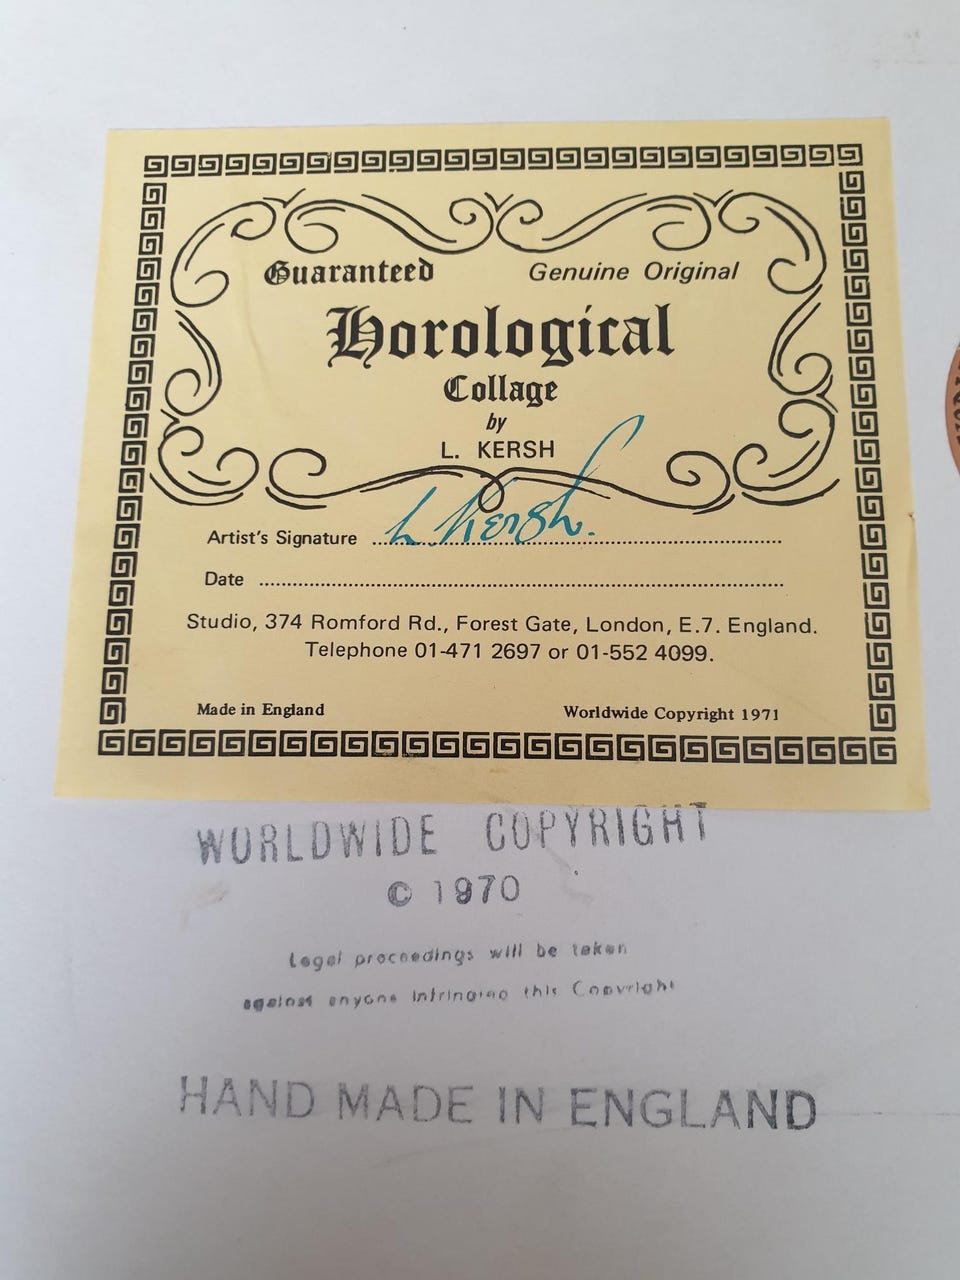 Guaranteed Genuine Original
Horological
Collage
by
L. KERSH
Artist's Signature L. Kersh.
Date
Studio, 374 Romford Rd., Forest Gate, London, E.7. England.
Telephone 01-471 2697 or 01-552 4099.
Made in England Worldwide Copyright 1971
WORLDWIDE COPYRIGHT
© 1970
Legal proceedings will be taken
against anyone infringing this Copyright
HAND MADE IN ENGLAND